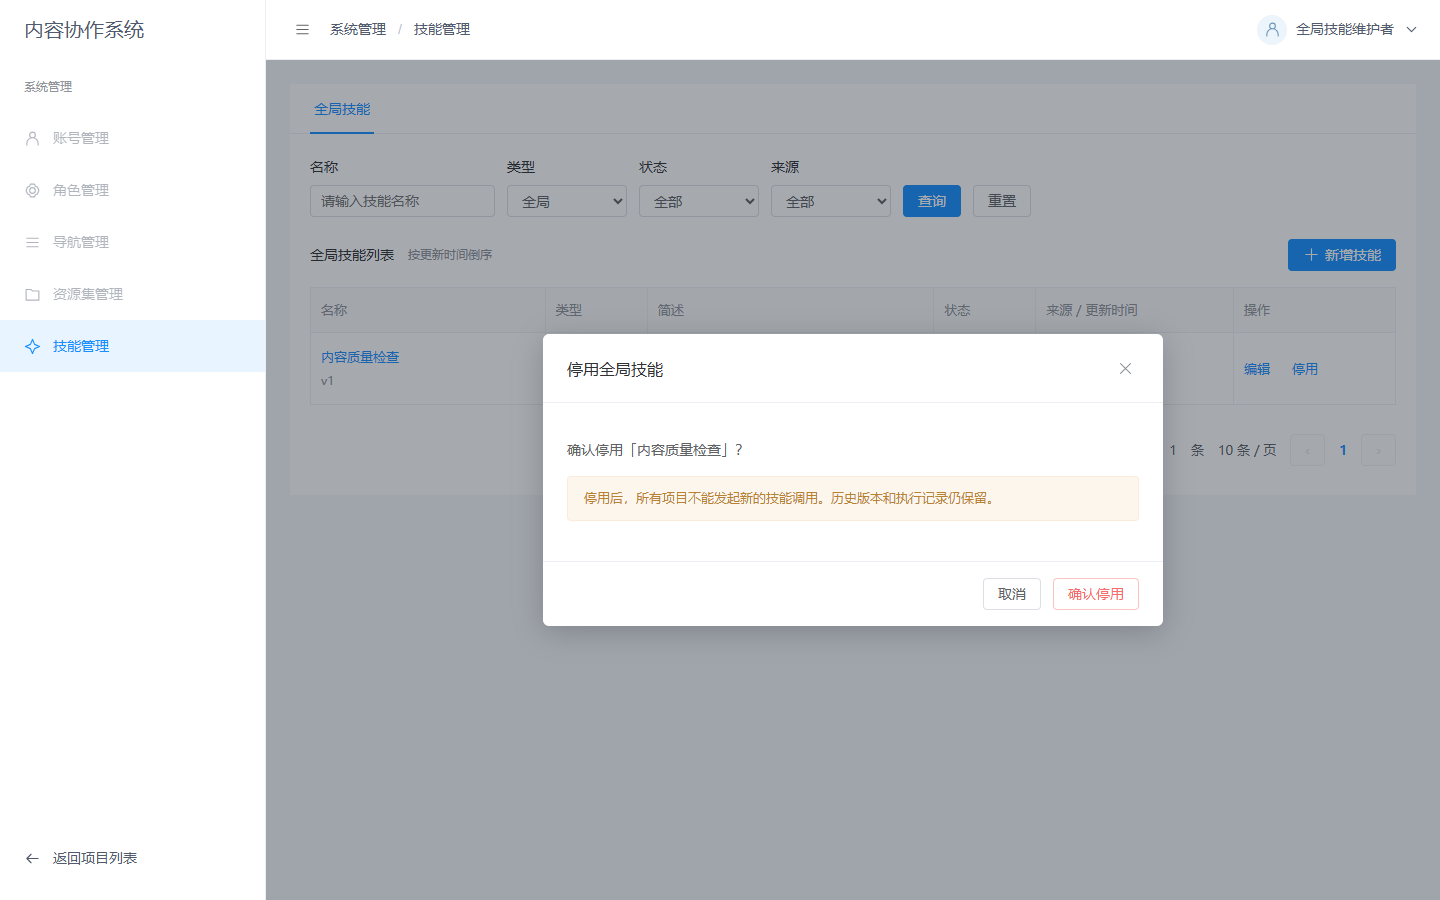 内容协作系统
系统管理 / 技能管理
全局技能维护者
系统管理
账号管理
角色管理
导航管理
资源集管理
技能管理
返回项目列表
全局技能
名称 类型 状态 来源
请输入技能名称 全局 全部 全部 查询 重置
全局技能列表 按更新时间倒序
新增技能
名称 类型 简述 状态 来源 / 更新时间 操作
内容质量检查
v1
编辑 停用
停用全局技能
确认停用「内容质量检查」？
停用后，所有项目不能发起新的技能调用。历史版本和执行记录仍保留。
取消 确认停用
1 条 10 条 / 页 ‹ 1 ›